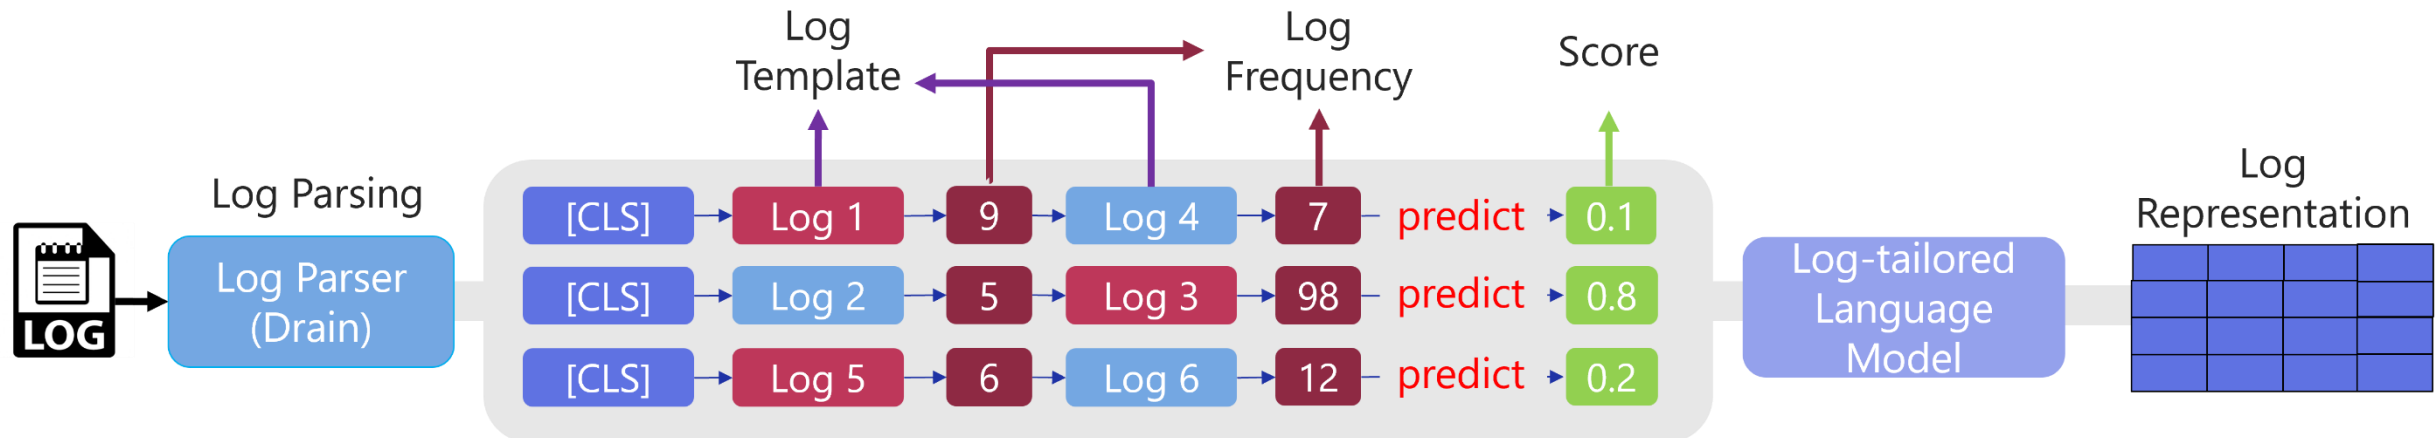 Log
Template
Log
Frequency
Score
Log Parsing
LOG
Log Parser
(Drain)
[CLS] Log 1 9 Log 4 7 predict 0.1
[CLS] Log 2 5 Log 3 98 predict 0.8
[CLS] Log 5 6 Log 6 12 predict 0.2
Log-tailored
Language
Model
Log
Representation